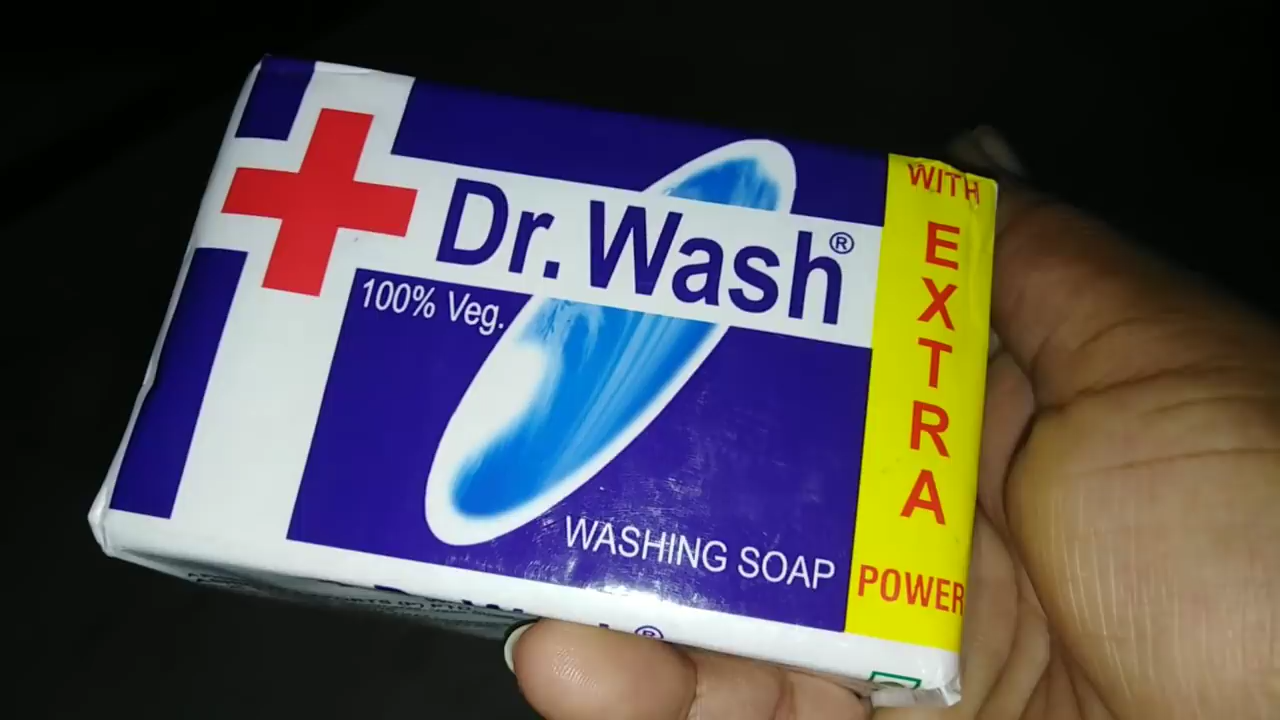 Dr. Wash®
100% Veg.
WASHING SOAP
WITH
EXTRA
POWER